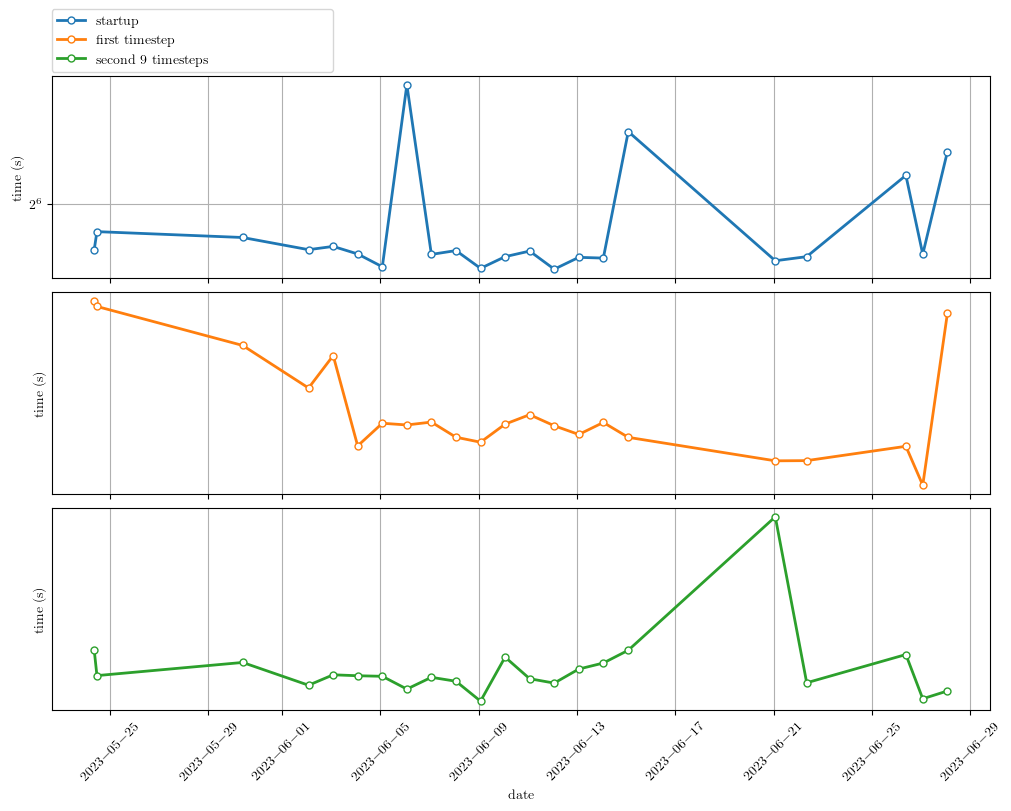 startup
first timestep
second 9 timesteps
time (s)
2^6
time (s)
time (s)
2023−05−25
2023−05−29
2023−06−01
2023−06−05
2023−06−09
2023−06−13
2023−06−17
2023−06−21
2023−06−25
2023−06−29
date